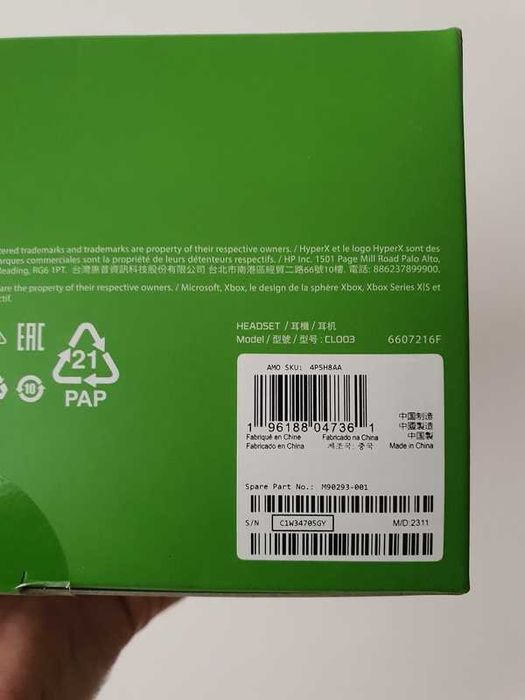 tered trademarks and trademarks are property of their respective owners. / HyperX et le logo HyperX sont des
arques commerciales sont la propriété de leurs détenteurs respectifs. / HP Inc. 1501 Page Mill Road Palo Alto,
Reading, RG6 1PT. 台灣惠普資訊科技股份有限公司 台北市南港區經貿二路66號10樓. 電話: 886237899900.
are the property of their respective owners. / Microsoft, Xbox, le design de la sphère Xbox, Xbox Series X|S et
ctif.
HEADSET / 耳機 / 耳机
Model / 型號 / 型号: CL003 6607216F
EAC
21
PAP
10
AMO SKU: 4P5H8AA
1 96188 04736 1
Fabriqué en Chine Fabricado na China
Fabricado en China 제조국: 중국
中国制造
中國製造
中国製
Made in China
Spare Part No.: M90293-001
S/N C1W34705GY M/D:2311